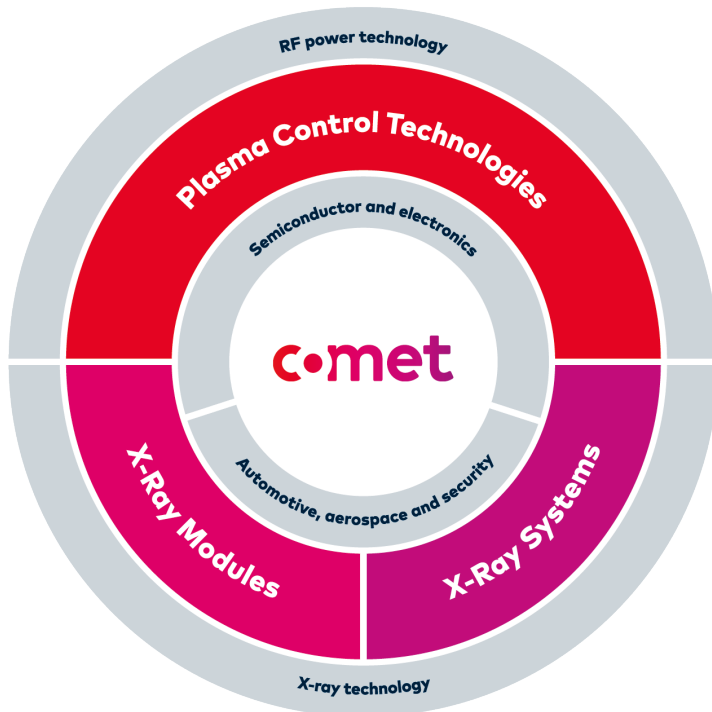 RF power technology
Plasma Control Technologies
Semiconductor and electronics
comet
Automotive, aerospace and security
X-Ray Modules
X-Ray Systems
X-ray technology